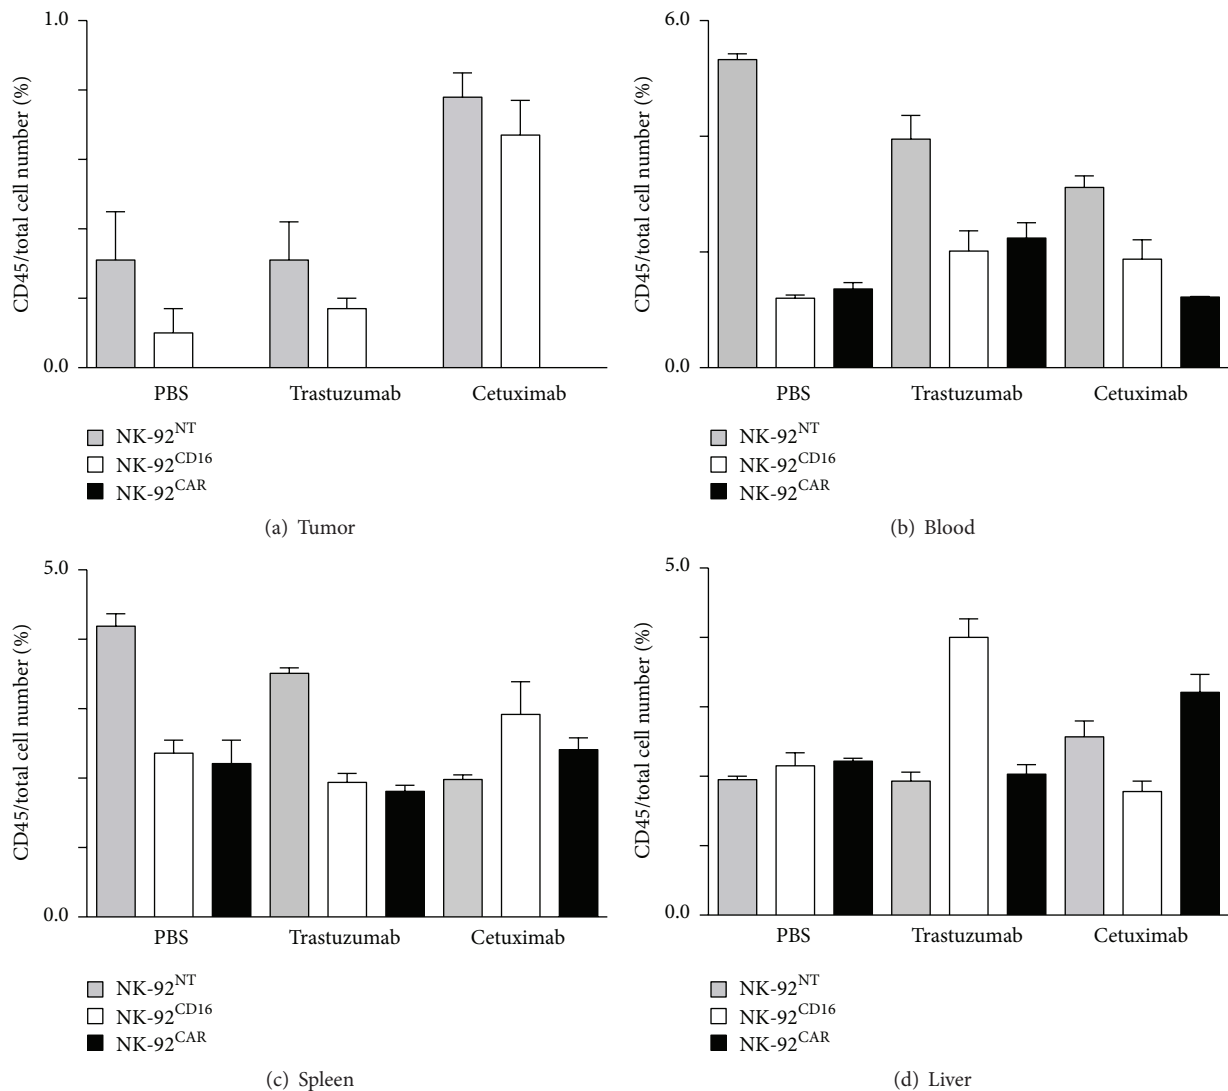 1.0
CD45/total cell number (%)
0.0
PBS Trastuzumab Cetuximab
NK-92NT
NK-92CD16
NK-92CAR
(a) Tumor
6.0
CD45/total cell number (%)
0.0
PBS Trastuzumab Cetuximab
NK-92NT
NK-92CD16
NK-92CAR
(b) Blood
5.0
CD45/total cell number (%)
0.0
PBS Trastuzumab Cetuximab
NK-92NT
NK-92CD16
NK-92CAR
(c) Spleen
5.0
CD45/total cell number (%)
0.0
PBS Trastuzumab Cetuximab
NK-92NT
NK-92CD16
NK-92CAR
(d) Liver